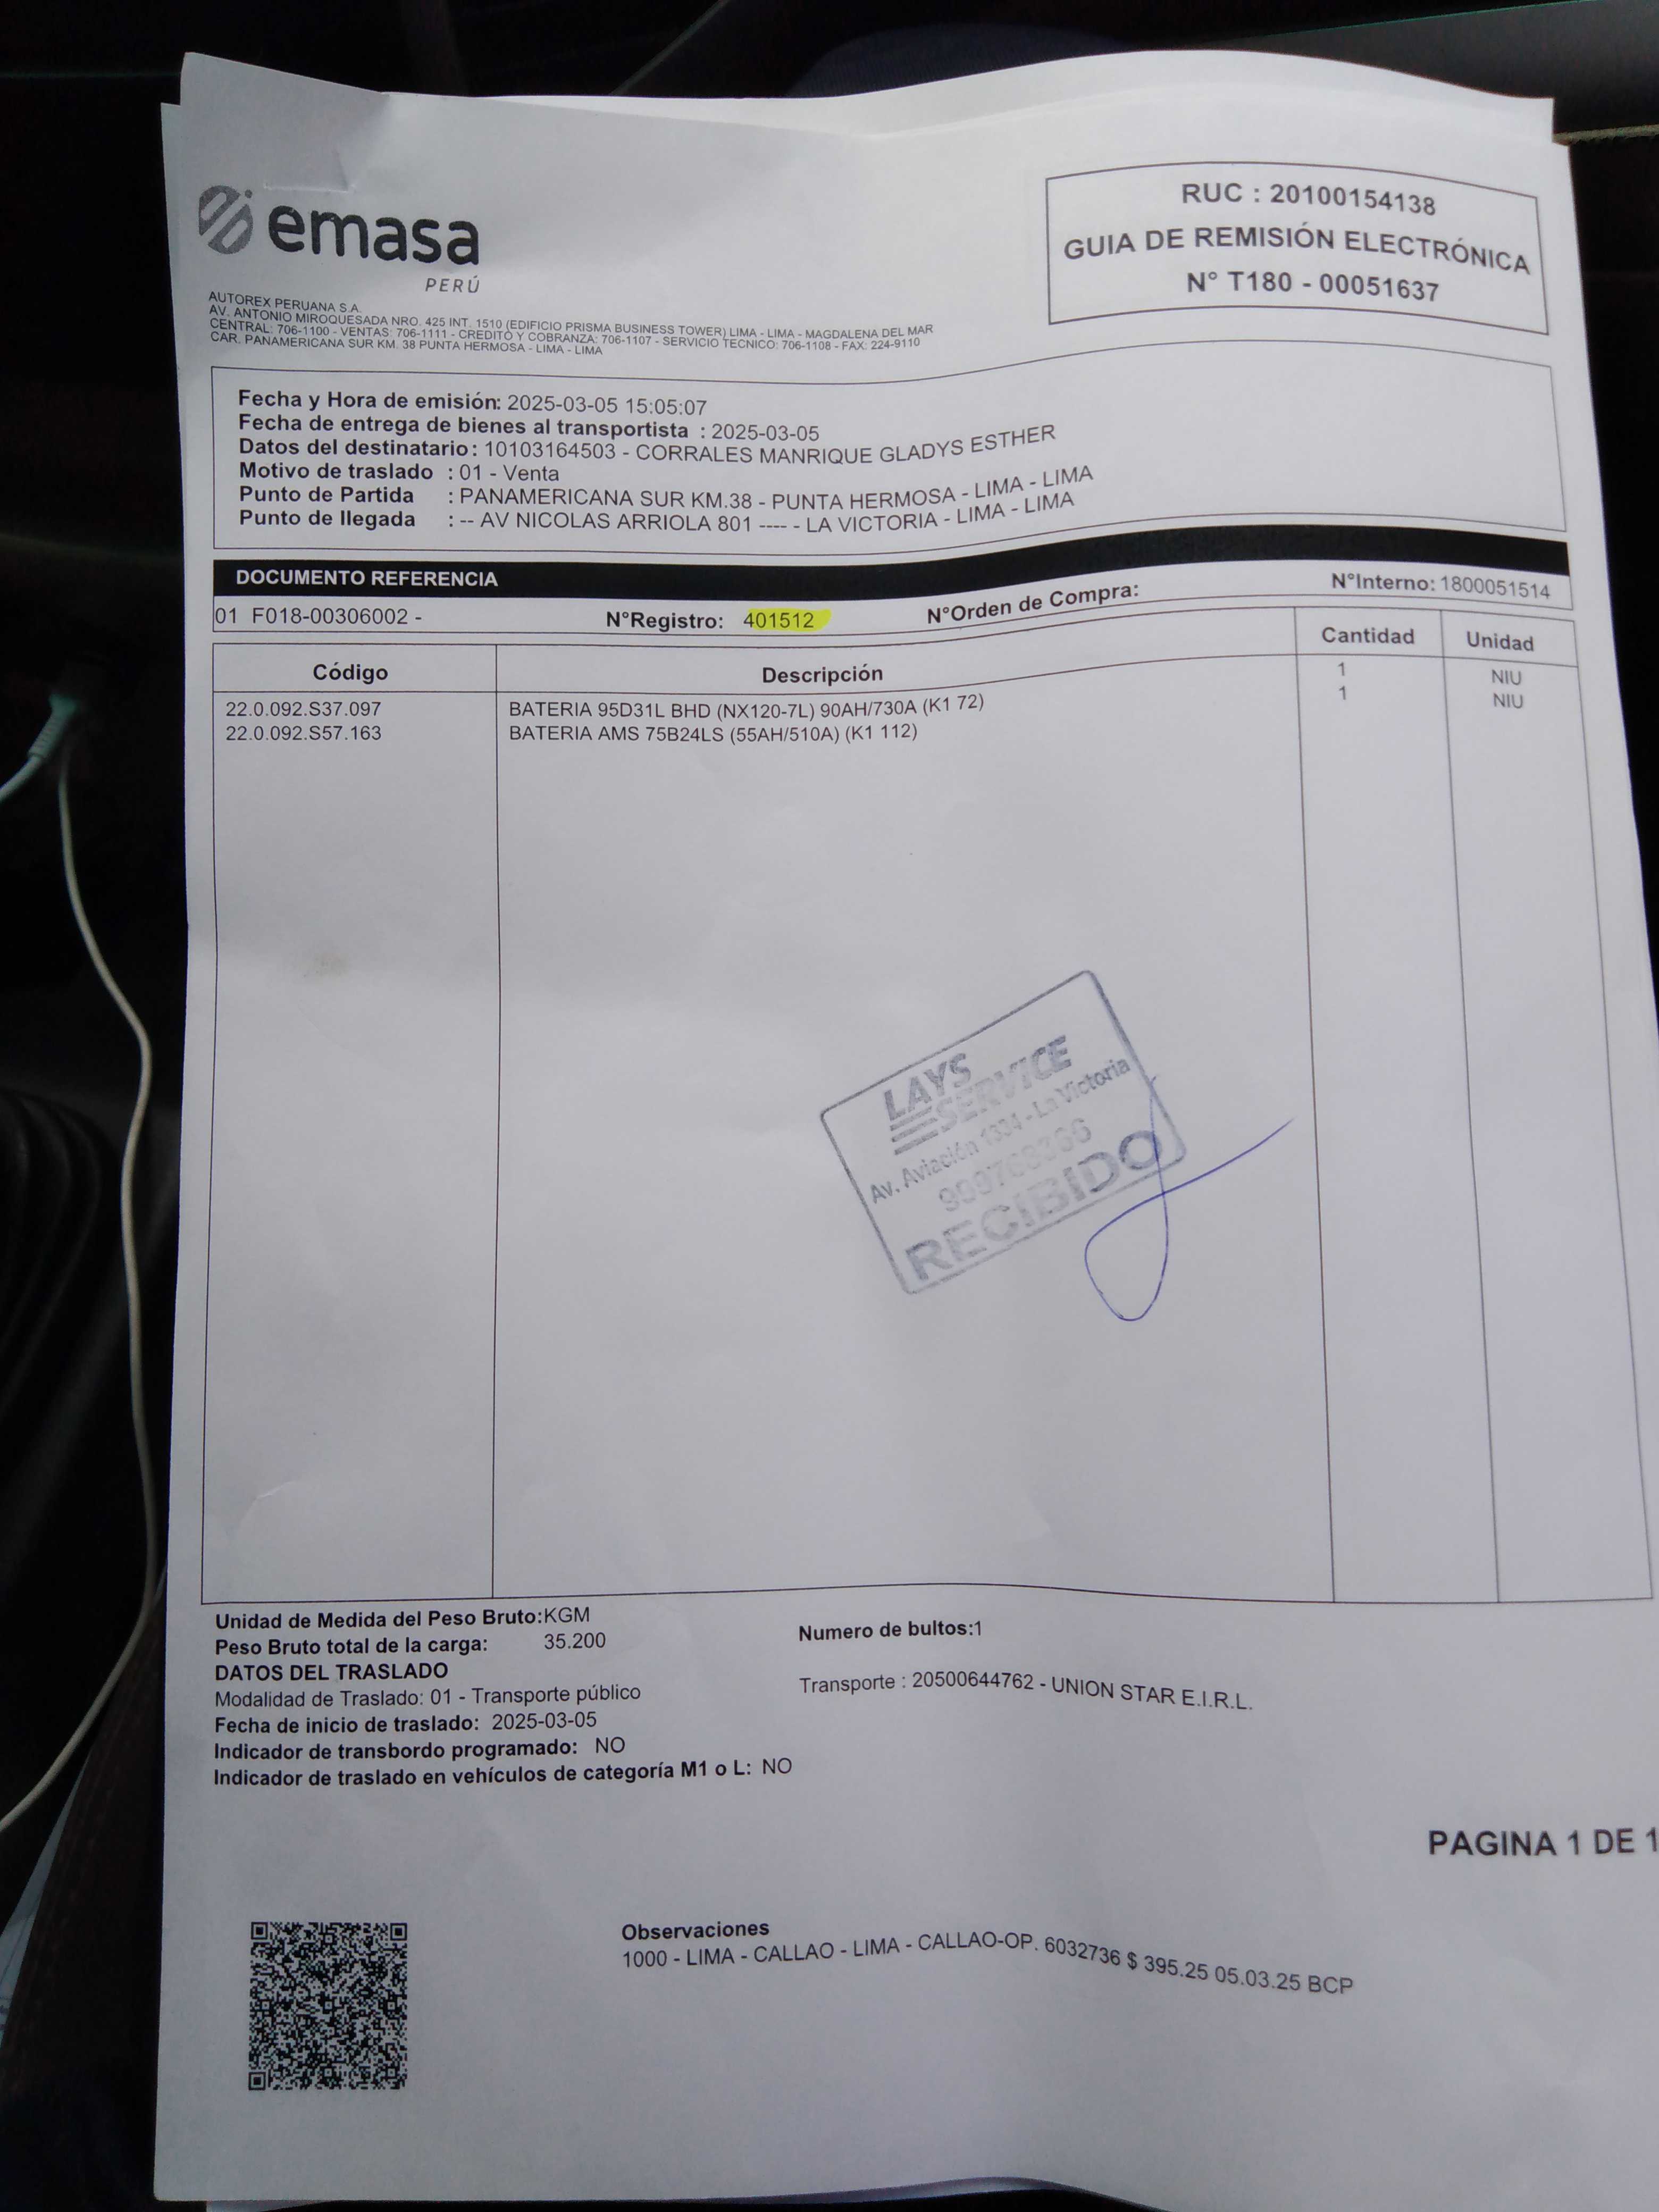 emasa
PERÚ
RUC : 20100154138
GUIA DE REMISIÓN ELECTRÓNICA
N° T180 - 00051637
AUTOREX PERUANA S.A.
AV. ANTONIO MIROQUESADA NRO. 425 INT. 1510 (EDIFICIO PRISMA BUSINESS TOWER) LIMA - LIMA - MAGDALENA DEL MAR
CENTRAL: 706-1100 - VENTAS: 706-1111 - CREDITO Y COBRANZA: 706-1107 - SERVICIO TECNICO: 706-1108 - FAX: 224-9110
CAR. PANAMERICANA SUR KM. 38 PUNTA HERMOSA - LIMA - LIMA
Fecha y Hora de emisión: 2025-03-05 15:05:07
Fecha de entrega de bienes al transportista : 2025-03-05
Datos del destinatario : 10103164503 - CORRALES MANRIQUE GLADYS ESTHER
Motivo de traslado : 01 - Venta
Punto de Partida : PANAMERICANA SUR KM.38 - PUNTA HERMOSA - LIMA - LIMA
Punto de llegada : -- AV NICOLAS ARRIOLA 801 ---- - LA VICTORIA - LIMA - LIMA
DOCUMENTO REFERENCIA
01 F018-00306002 - N°Registro: 401512 N°Orden de Compra: N°Interno: 1800051514
Código Descripción Cantidad Unidad
22.0.092.S37.097 BATERIA 95D31L BHD (NX120-7L) 90AH/730A (K1 72) 1 NIU
22.0.092.S57.163 BATERIA AMS 75B24LS (55AH/510A) (K1 112) 1 NIU
LAYS
SERVICE
Av. Aviación 1334 - La Victoria
RECIBIDO
Unidad de Medida del Peso Bruto:KGM
Peso Bruto total de la carga: 35.200 Numero de bultos:1
DATOS DEL TRASLADO
Modalidad de Traslado: 01 - Transporte público Transporte : 20500644762 - UNION STAR E.I.R.L.
Fecha de inicio de traslado: 2025-03-05
Indicador de transbordo programado: NO
Indicador de traslado en vehículos de categoría M1 o L: NO
PAGINA 1 DE 1
Observaciones
1000 - LIMA - CALLAO - LIMA - CALLAO-OP. 6032736 $ 395.25 05.03.25 BCP